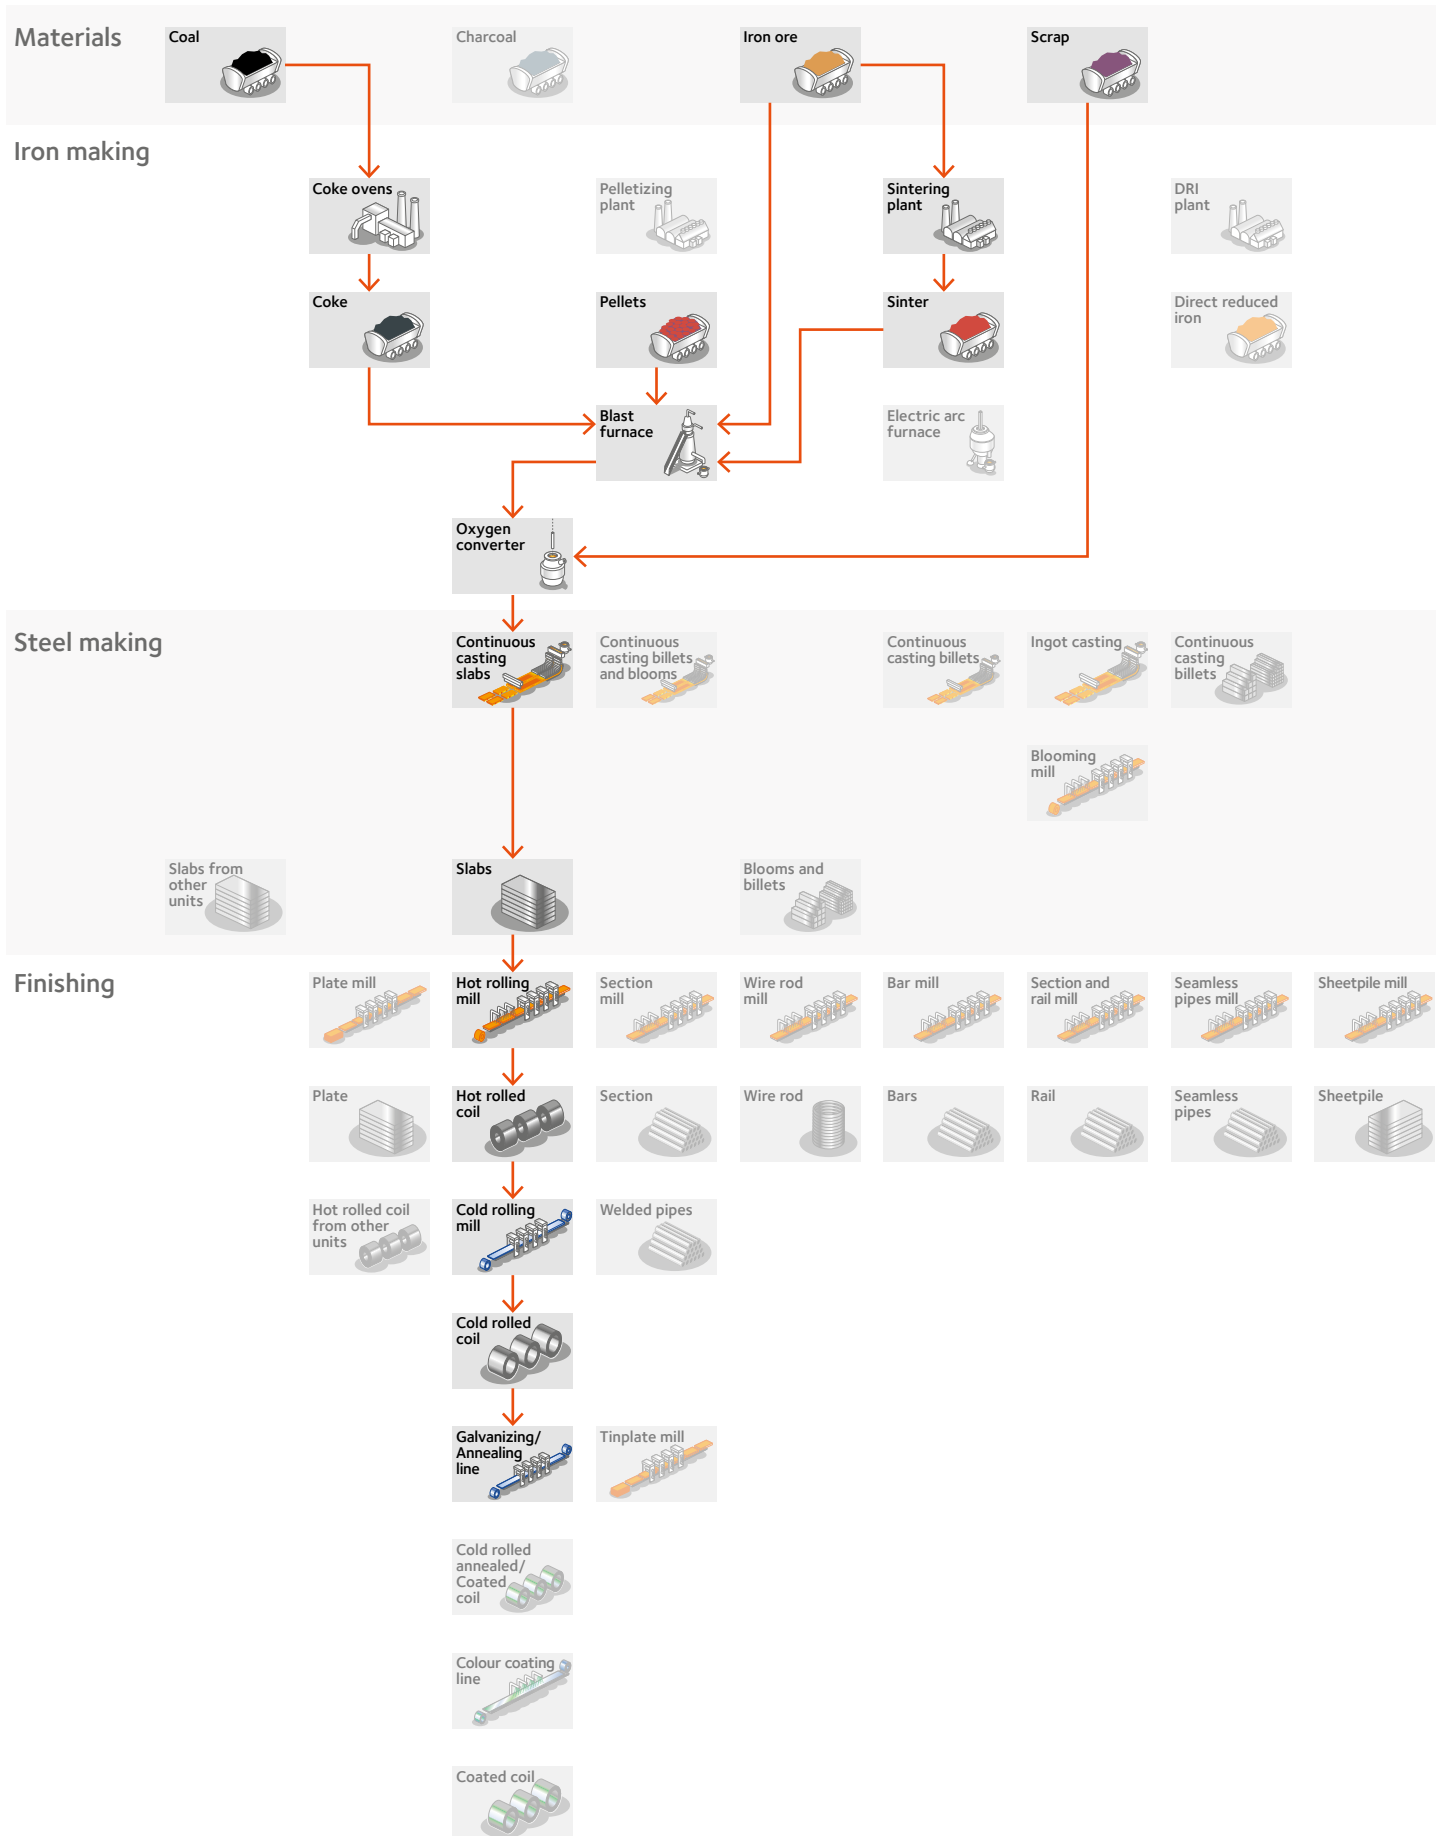 Materials
Coal
Charcoal
Iron ore
Scrap
Iron making
Coke ovens
Pelletizing
plant
Sintering
plant
DRI
plant
Coke
Pellets
Sinter
Direct reduced
iron
Blast
furnace
Electric arc
furnace
Oxygen
converter
Steel making
Continuous
casting
slabs
Continuous
casting billets
and blooms
Continuous
casting billets
Ingot casting
Continuous
casting
billets
Blooming
mill
Slabs from
other
units
Slabs
Blooms and
billets
Finishing
Plate mill
Hot rolling
mill
Section
mill
Wire rod
mill
Bar mill
Section and
rail mill
Seamless
pipes mill
Sheetpile mill
Plate
Hot rolled
coil
Section
Wire rod
Bars
Rail
Seamless
pipes
Sheetpile
Hot rolled coil
from other
units
Cold rolling
mill
Welded pipes
Cold rolled
coil
Galvanizing/
Annealing
line
Tinplate mill
Cold rolled
annealed/
Coated
coil
Colour coating
line
Coated coil